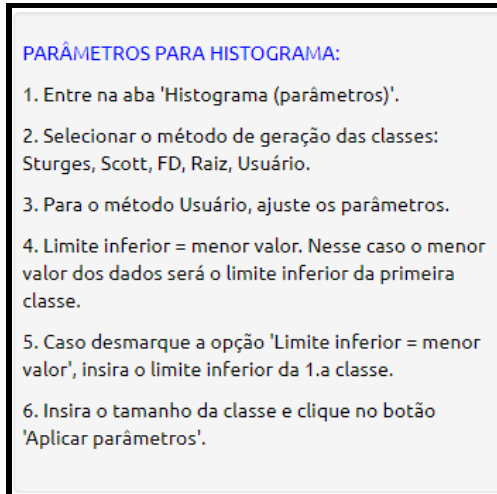 PARÂMETROS PARA HISTOGRAMA:
1. Entre na aba 'Histograma (parâmetros)'.
2. Selecionar o método de geração das classes:
Sturges, Scott, FD, Raiz, Usuário.
3. Para o método Usuário, ajuste os parâmetros.
4. Limite inferior = menor valor. Nesse caso o menor
valor dos dados será o limite inferior da primeira
classe.
5. Caso desmarque a opção 'Limite inferior = menor
valor', insira o limite inferior da 1.a classe.
6. Insira o tamanho da classe e clique no botão
'Aplicar parâmetros'.